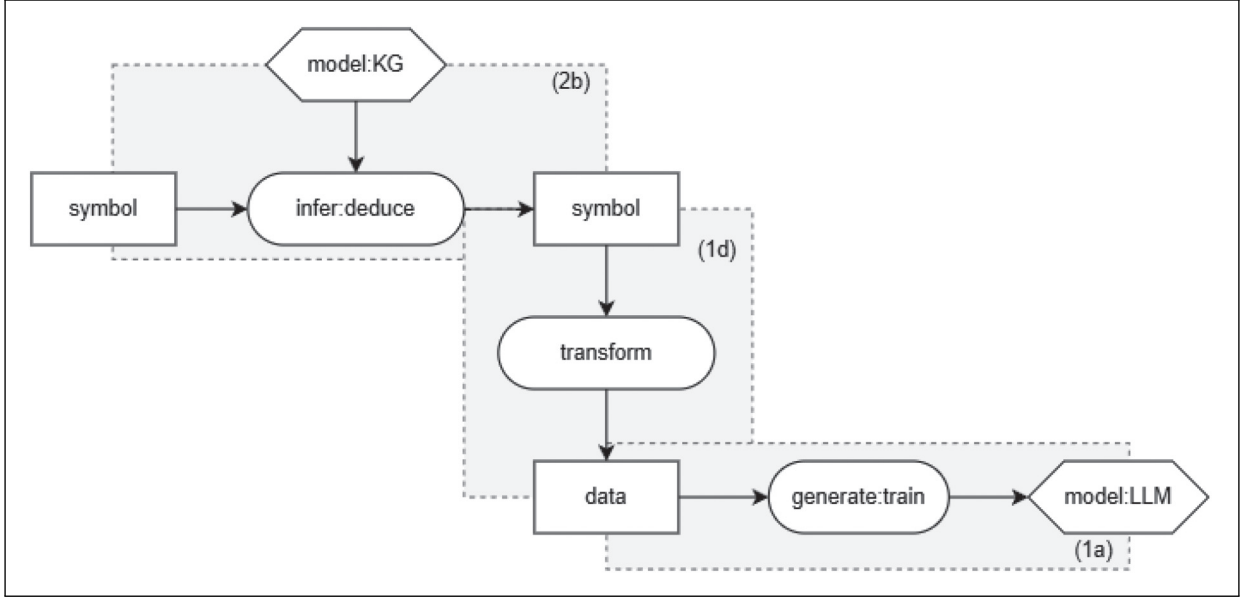 model:KG
(2b)
symbol
infer:deduce
symbol
(1d)
transform
data
generate:train
model:LLM
(1a)